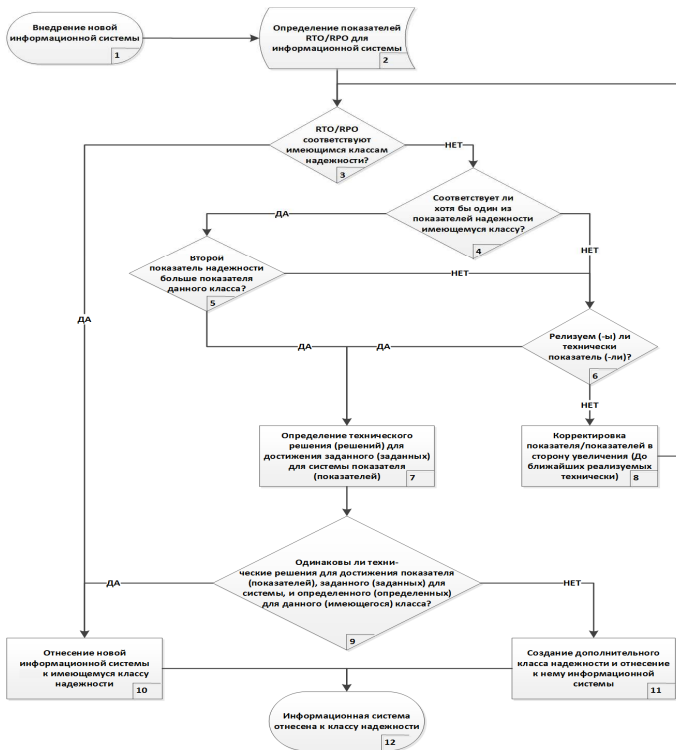 Внедрение новой
информационной системы
1
Определение показателей
RTO/RPO для
информационной системы
2
RTO/RPO
соответствуют
имеющимся классам
надежности?
3
НЕТ
Соответствует ли
хотя бы один из
показателей надежности
имеющемуся классу?
4
ДА
НЕТ
Второй
показатель надежности
больше показателя
данного класса?
5
НЕТ
ДА
ДА
ДА
Релизуем (-ы) ли
технически
показатель (-ли)?
6
НЕТ
Определение технического
решения (решений) для
достижения заданного (заданных)
для системы показателя
(показателей)
7
Корректировка
показателя/показателей в
сторону увеличения (До
ближайших реализуемых
технически)
8
Одинаковы ли техни-
ческие решения для достижения показателя
(показателей), заданного (заданных) для
системы, и определенного (определенных)
для данного (имеющегося) класса?
9
ДА
НЕТ
Отнесение новой
информационной системы
к имеющемуся классу
надежности
10
Создание дополнительного
класса надежности и отнесение
к нему информационной
системы
11
Информационная система
отнесена к классу надежности
12